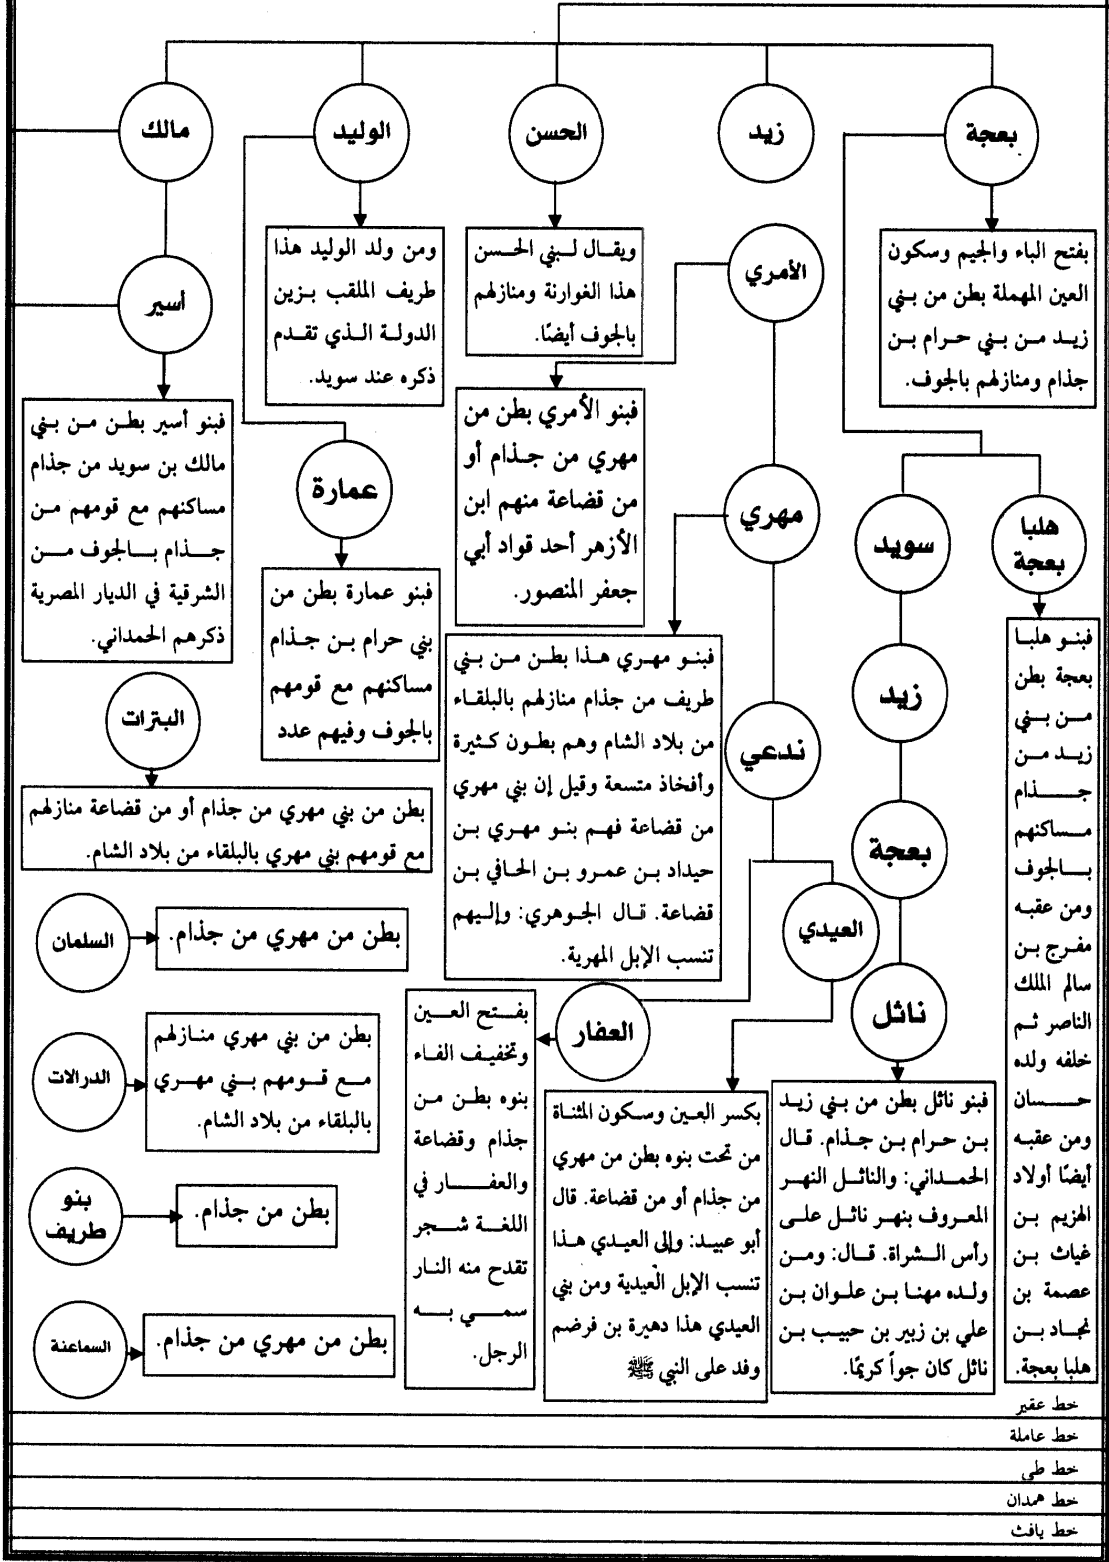 بعجة
زيد
الحسن
الوليد
مالك
بفتح الباء والجيم وسكون
العين المهملة بطن من بني
زيد من بني حرام بن
جذام ومنازلهم بالجوف.
الأمري
ويقال لبني الحسن
هذا الغوارنة ومنازلهم
بالجوف أيضًا.
ومن ولد الوليد هذا
طريف الملقب بزين
الدولة الذي تقدم
ذكره عند سويد.
أسير
فبنو الأمري بطن من
مهري من جذام أو
من قضاعة منهم ابن
الأزهر أحد قواد أبي
جعفر المنصور.
فبنو أسير بطن من بني
مالك بن سويد من جذام
مساكنهم مع قومهم من
جذام بالجوف من
الشرقية في الديار المصرية
ذكرهم الحمداني.
هلبا
بعجة
سويد
مهري
عمارة
فبنو هلبا
بعجة بطن
من بني
زيد من
جذام
مساكنهم
بالجوف
ومن عقبه
مفرج بن
سالم الملك
الناصر ثم
خلفه ولده
حسان
ومن عقبه
أيضًا أولاد
الهزيم بن
غياث بن
عصمة بن
نجاد بن
هلبا بعجة.
زيد
فبنو مهري هذا بطن من بني
طريف من جذام منازلهم بالبلقاء
من بلاد الشام وهم بطون كثيرة
وأفخاذ متسعة وقيل إن بني مهري
من قضاعة فهم بنو مهري بن
حيداد بن عمرو بن الحافي بن
قضاعة. قال الجوهري: وإليهم
تنسب الإبل المهرية.
فبنو عمارة بطن من
بني حرام بن جذام
مساكنهم مع قومهم
بالجوف وفيهم عدد
البترات
ندعي
بطن من بني مهري من جذام أو من قضاعة منازلهم
مع قومهم بني مهري بالبلقاء من بلاد الشام.
بعجة
العيدي
السلمان
بطن من مهري من جذام.
ناثل
العفار
بفتح العين
وتخفيف الفاء
بنوه بطن من
جذام وقضاعة
والعفار في
اللغة شجر
تقدح منه النار
سمي به
الرجل.
الدرالات
بطن من بني مهري منازلهم
مع قومهم بني مهري
بالبلقاء من بلاد الشام.
فبنو ناثل بطن من بني زيد
بن حرام بن جذام. قال
الحمداني: والناثل النهر
المعروف بنهر ناثل على
رأس الشراة. قال: ومن
ولده مهنا بن علوان بن
علي بن زبير بن حبيب بن
ناثل كان جواً كريمًا.
بكسر العين وسكون المثناة
من تحت بنوه بطن من مهري
من جذام أو من قضاعة. قال
أبو عبيد: وإلى العيدي هذا
تنسب الإبل العيدية ومن بني
العيدي هذا دهيرة بن فرضم
وفد على النبي ﷺ
بنو
طريف
بطن من جذام.
السماعنة
بطن من مهري من جذام.
خط عقير
خط عاملة
خط طي
خط همدان
خط يافث